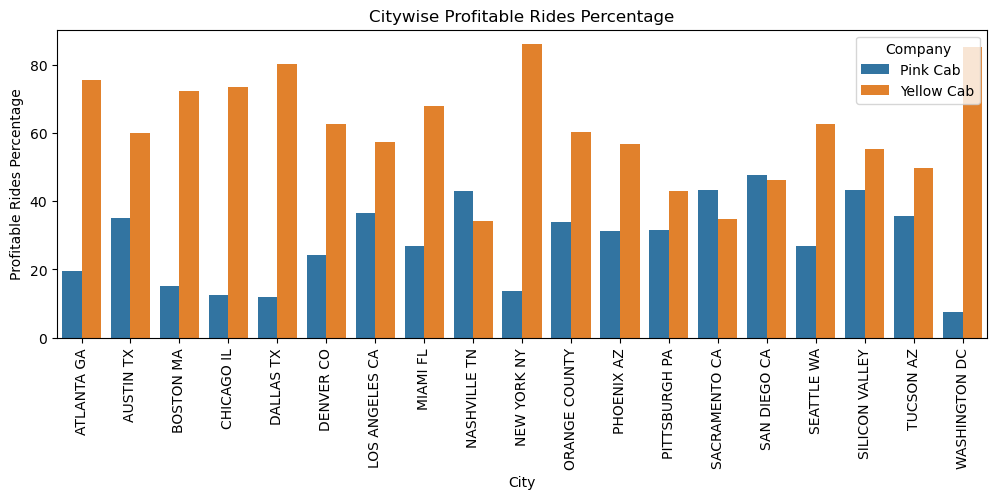 Citywise Profitable Rides Percentage
Company
Pink Cab
Yellow Cab
Profitable Rides Percentage
80
60
40
20
0
ATLANTA GA
AUSTIN TX
BOSTON MA
CHICAGO IL
DALLAS TX
DENVER CO
LOS ANGELES CA
MIAMI FL
NASHVILLE TN
NEW YORK NY
ORANGE COUNTY
PHOENIX AZ
PITTSBURGH PA
SACRAMENTO CA
SAN DIEGO CA
SEATTLE WA
SILICON VALLEY
TUCSON AZ
WASHINGTON DC
City